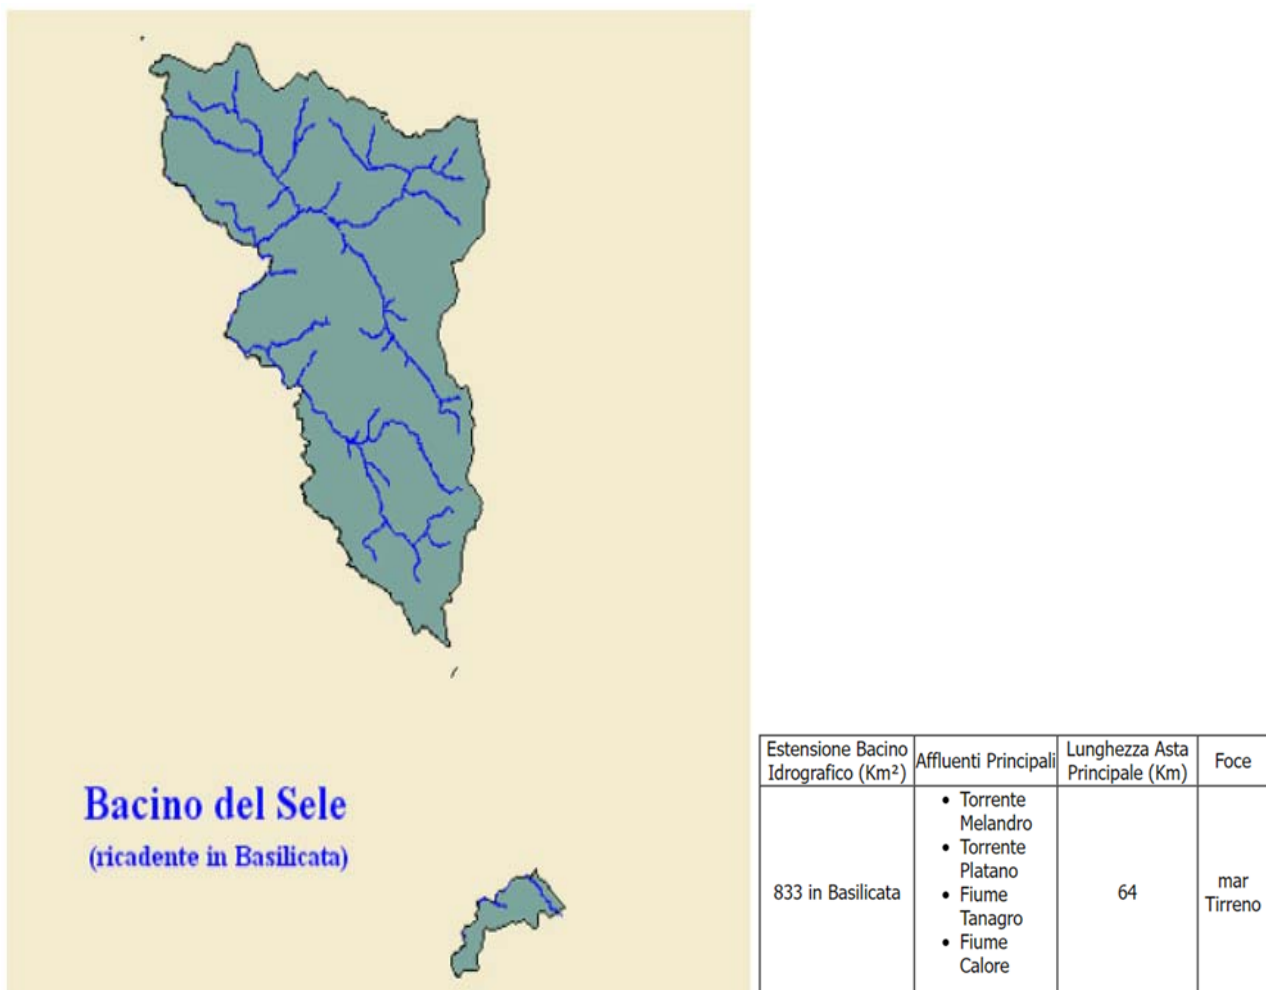 Bacino del Sele
(ricadente in Basilicata)
Estensione Bacino
Idrografico (Km²)
Affluenti Principali
Lunghezza Asta
Principale (Km)
Foce
833 in Basilicata
• Torrente
Melandro
• Torrente
Platano
• Fiume
Tanagro
• Fiume
Calore
64
mar
Tirreno